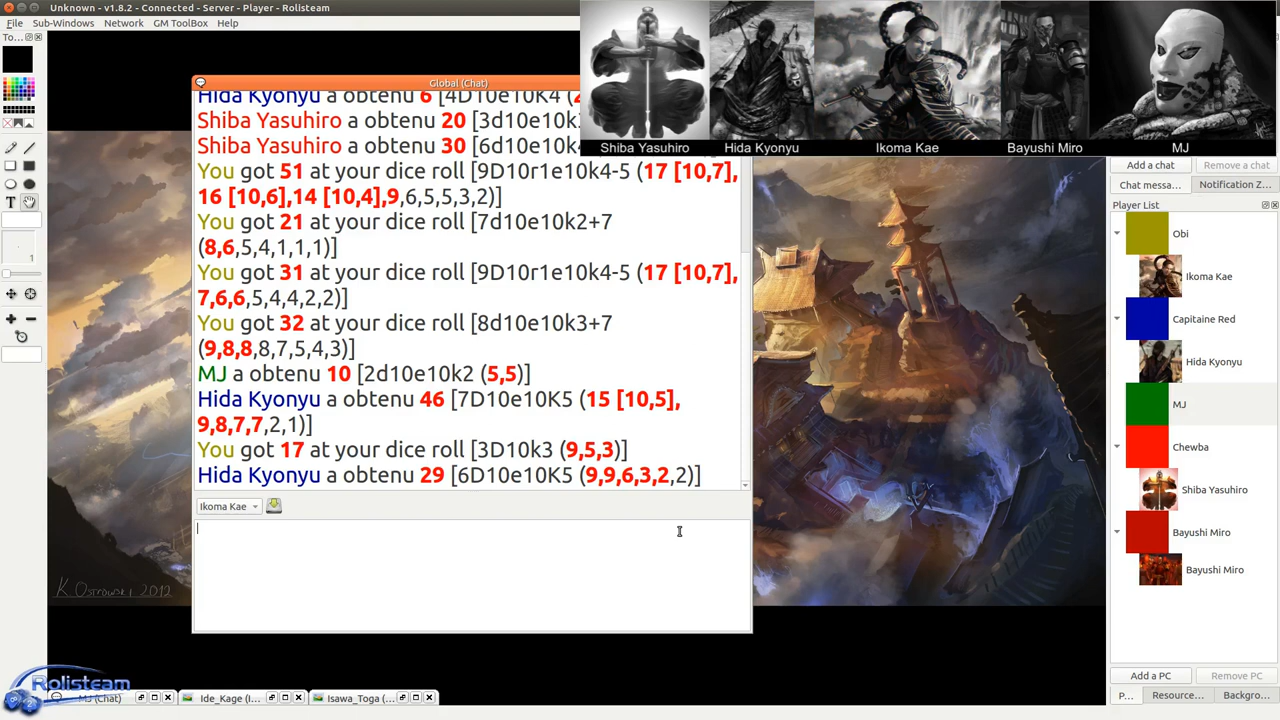 Unknown - v1.8.2 - Connected - Server - Player - Rolisteam
File Sub-Windows Network GM ToolBox Help
To...
Shiba Yasuhiro Hida Kyonyu Ikoma Kae Bayushi Miro MJ
Global (Chat)
Hida Kyonyu a obtenu 6 [4D10e10K4 (
Shiba Yasuhiro a obtenu 20 [3d10e10k
Shiba Yasuhiro a obtenu 30 [6d10e10k
You got 51 at your dice roll [9D10r1e10k4-5 (17 [10,7],
16 [10,6],14 [10,4],9,6,5,5,3,2)]
You got 21 at your dice roll [7d10e10k2+7
(8,6,5,4,1,1,1)]
You got 31 at your dice roll [9D10r1e10k4-5 (17 [10,7],
7,6,6,5,4,4,2,2)]
You got 32 at your dice roll [8d10e10k3+7
(9,8,8,8,7,5,4,3)]
MJ a obtenu 10 [2d10e10k2 (5,5)]
Hida Kyonyu a obtenu 46 [7D10e10K5 (15 [10,5],
9,8,7,7,2,1)]
You got 17 at your dice roll [3D10k3 (9,5,3)]
Hida Kyonyu a obtenu 29 [6D10e10K5 (9,9,6,3,2,2)]
Ikoma Kae
1
Add a chat Remove a chat
Chat messa... Notification Z...
Player List
Obi
Ikoma Kae
Capitaine Red
Hida Kyonyu
MJ
Chewba
Shiba Yasuhiro
Bayushi Miro
Bayushi Miro
Add a PC Remove PC
P... Resource... Backgro...
K OSTROWSKI 2012
Rolisteam
MJ (Chat) Ide_Kage (I... Isawa_Toga (...